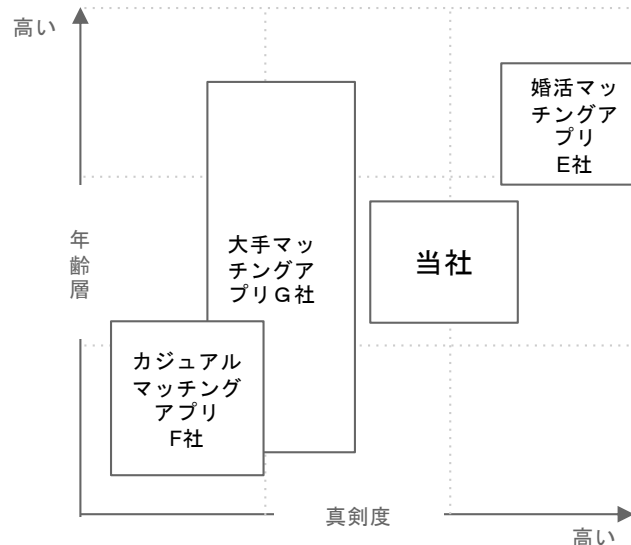 高い
婚活マッ
チングア
プリ
E社
年
齢
層
大手マッ
チングア
プリG社
当社
カジュアル
マッチング
アプリ
F社
真剣度
高い